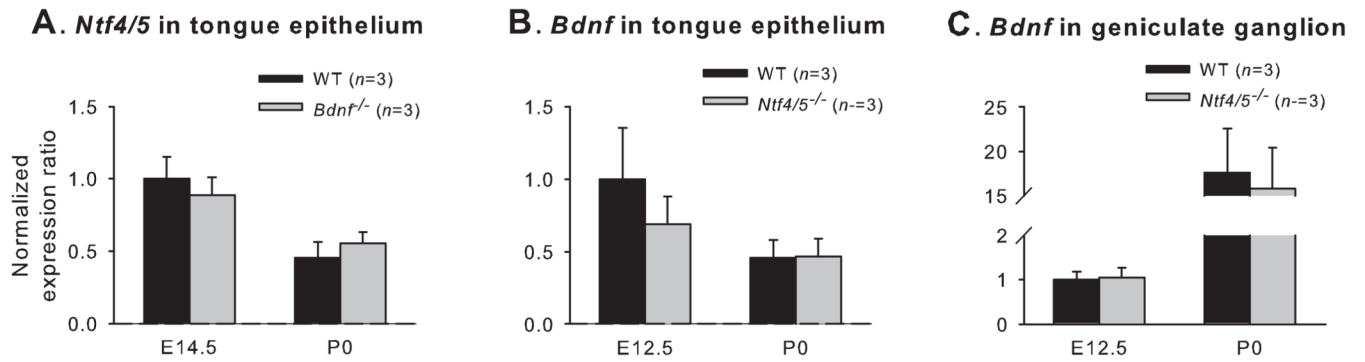 A. Ntf4/5 in tongue epithelium
WT (n=3)
Bdnf-/- (n=3)
Normalized
expression ratio
1.5
1.0
0.5
0.0
E14.5 P0
B. Bdnf in tongue epithelium
WT (n=3)
Ntf4/5-/- (n-=3)
1.5
1.0
0.5
0.0
E12.5 P0
C. Bdnf in geniculate ganglion
WT (n=3)
Ntf4/5-/- (n-=3)
25
20
15
2
1
0
E12.5 P0